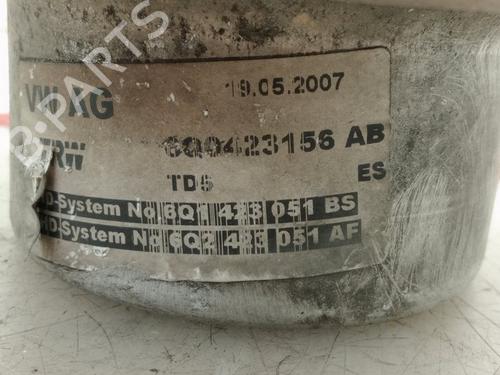 VW AG 19.05.2007
TRW 6Q0423156 AB
TDS ES
D-System No 6Q1 423 051 BS
D-System No 6Q2 423 051 AF
B-PARTS